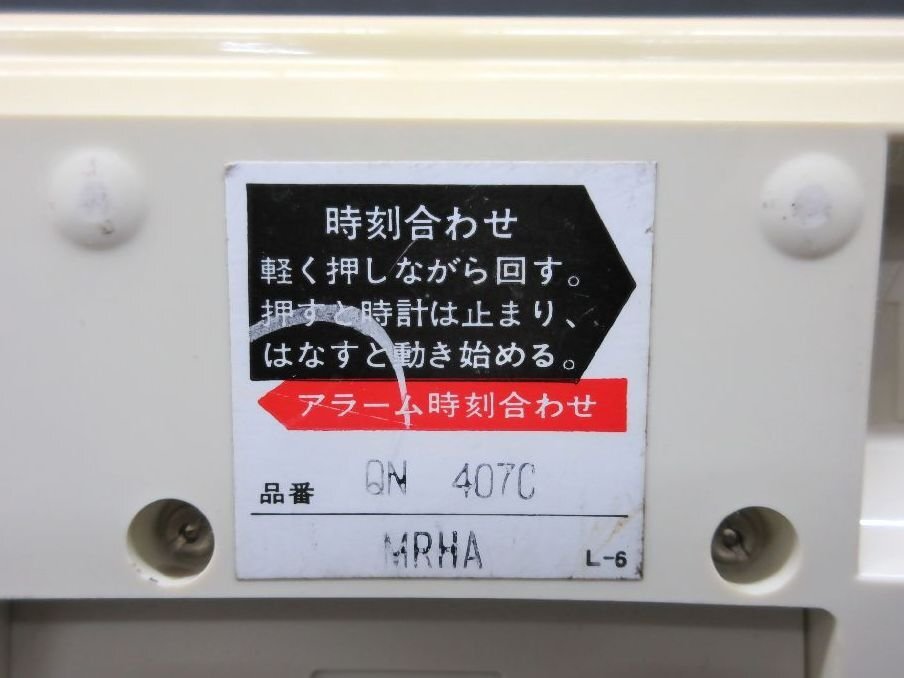 時刻合わせ
軽く押しながら回す。
押すと時計は止まり、
はなすと動き始める。
アラーム時刻合わせ
品番 QN 407C
MRHA L-6